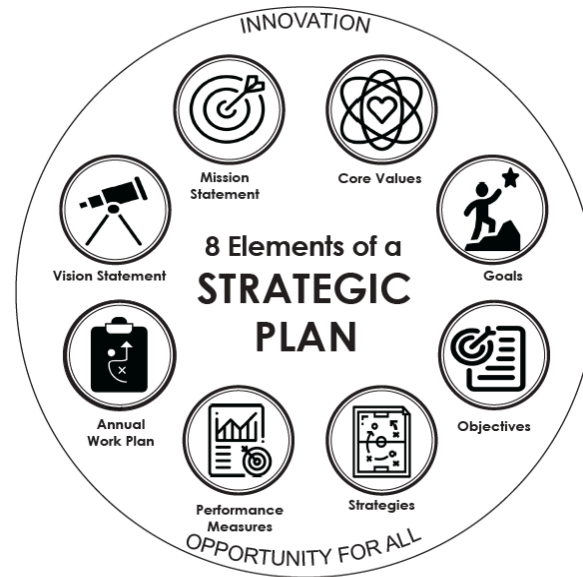 INNOVATION
Mission
Statement
Core Values
Vision Statement
8 Elements of a
STRATEGIC
PLAN
Goals
Annual
Work Plan
Objectives
Performance
Measures
Strategies
OPPORTUNITY FOR ALL